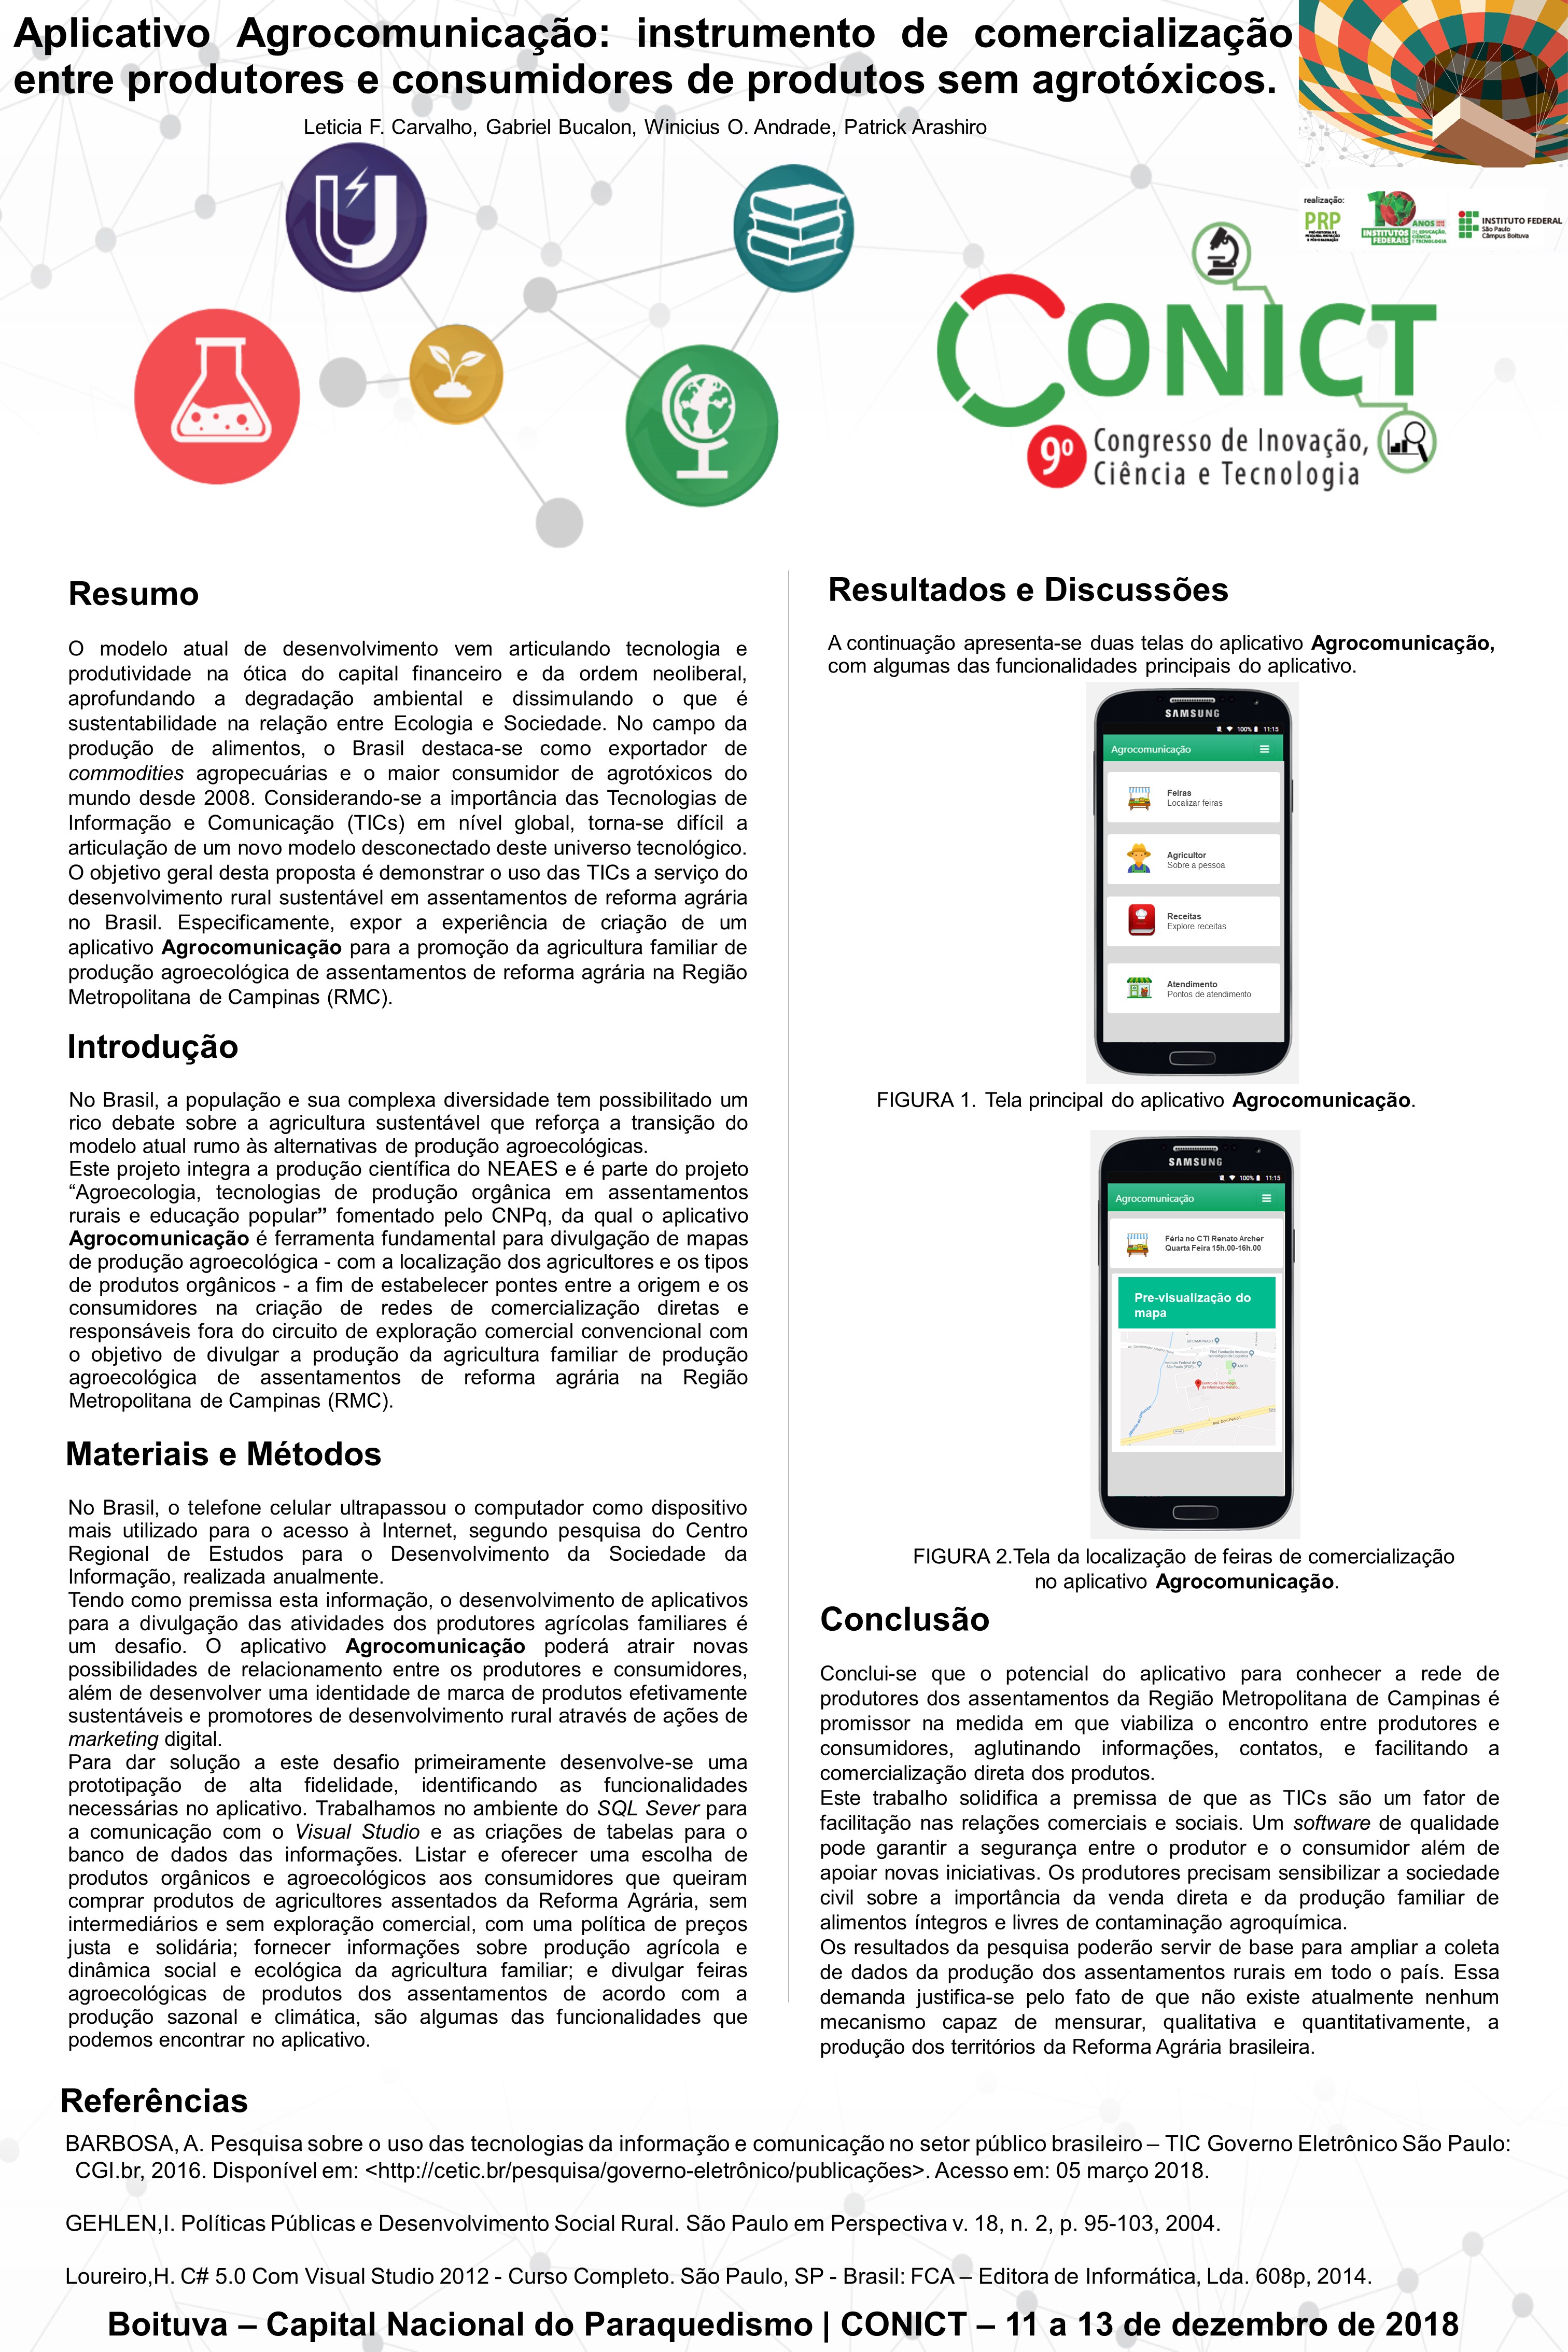 Aplicativo Agrocomunicação: instrumento de comercialização
entre produtores e consumidores de produtos sem agrotóxicos.
Leticia F. Carvalho, Gabriel Bucalon, Winicius O. Andrade, Patrick Arashiro
realização:
PRP
10 ANOS
INSTITUTOS
FEDERAIS
INSTITUTO FEDERAL
São Paulo
Câmpus Boituva
CONICT
9º
Congresso de Inovação,
Ciência e Tecnologia
Resumo
O modelo atual de desenvolvimento vem articulando tecnologia e
produtividade na ótica do capital financeiro e da ordem neoliberal,
aprofundando a degradação ambiental e dissimulando o que é
sustentabilidade na relação entre Ecologia e Sociedade. No campo da
produção de alimentos, o Brasil destaca-se como exportador de
commodities agropecuárias e o maior consumidor de agrotóxicos do
mundo desde 2008. Considerando-se a importância das Tecnologias de
Informação e Comunicação (TICs) em nível global, torna-se difícil a
articulação de um novo modelo desconectado deste universo tecnológico.
O objetivo geral desta proposta é demonstrar o uso das TICs a serviço do
desenvolvimento rural sustentável em assentamentos de reforma agrária
no Brasil. Especificamente, expor a experiência de criação de um
aplicativo Agrocomunicação para a promoção da agricultura familiar de
produção agroecológica de assentamentos de reforma agrária na Região
Metropolitana de Campinas (RMC).
Introdução
No Brasil, a população e sua complexa diversidade tem possibilitado um
rico debate sobre a agricultura sustentável que reforça a transição do
modelo atual rumo às alternativas de produção agroecológicas.
Este projeto integra a produção científica do NEAES e é parte do projeto
“Agroecologia, tecnologias de produção orgânica em assentamentos
rurais e educação popular” fomentado pelo CNPq, da qual o aplicativo
Agrocomunicação é ferramenta fundamental para divulgação de mapas
de produção agroecológica - com a localização dos agricultores e os tipos
de produtos orgânicos - a fim de estabelecer pontes entre a origem e os
consumidores na criação de redes de comercialização diretas e
responsáveis fora do circuito de exploração comercial convencional com
o objetivo de divulgar a produção da agricultura familiar de produção
agroecológica de assentamentos de reforma agrária na Região
Metropolitana de Campinas (RMC).
Materiais e Métodos
No Brasil, o telefone celular ultrapassou o computador como dispositivo
mais utilizado para o acesso à Internet, segundo pesquisa do Centro
Regional de Estudos para o Desenvolvimento da Sociedade da
Informação, realizada anualmente.
Tendo como premissa esta informação, o desenvolvimento de aplicativos
para a divulgação das atividades dos produtores agrícolas familiares é
um desafio. O aplicativo Agrocomunicação poderá atrair novas
possibilidades de relacionamento entre os produtores e consumidores,
além de desenvolver uma identidade de marca de produtos efetivamente
sustentáveis e promotores de desenvolvimento rural através de ações de
marketing digital.
Para dar solução a este desafio primeiramente desenvolve-se uma
prototipação de alta fidelidade, identificando as funcionalidades
necessárias no aplicativo. Trabalhamos no ambiente do SQL Sever para
a comunicação com o Visual Studio e as criações de tabelas para o
banco de dados das informações. Listar e oferecer uma escolha de
produtos orgânicos e agroecológicos aos consumidores que queiram
comprar produtos de agricultores assentados da Reforma Agrária, sem
intermediários e sem exploração comercial, com uma política de preços
justa e solidária; fornecer informações sobre produção agrícola e
dinâmica social e ecológica da agricultura familiar; e divulgar feiras
agroecológicas de produtos dos assentamentos de acordo com a
produção sazonal e climática, são algumas das funcionalidades que
podemos encontrar no aplicativo.
Resultados e Discussões
A continuação apresenta-se duas telas do aplicativo Agrocomunicação,
com algumas das funcionalidades principais do aplicativo.
SAMSUNG
100% 11:15
Agrocomunicação
Feiras
Localizar feiras
Agricultor
Sobre a pessoa
Receitas
Explore receitas
Atendimento
Pontos de atendimento
FIGURA 1. Tela principal do aplicativo Agrocomunicação.
SAMSUNG
100% 11:15
Agrocomunicação
Féria no CTI Renato Archer
Quarta Feira 15h.00-16h.00
Pre-visualização do
mapa
FIGURA 2.Tela da localização de feiras de comercialização
no aplicativo Agrocomunicação.
Conclusão
Conclui-se que o potencial do aplicativo para conhecer a rede de
produtores dos assentamentos da Região Metropolitana de Campinas é
promissor na medida em que viabiliza o encontro entre produtores e
consumidores, aglutinando informações, contatos, e facilitando a
comercialização direta dos produtos.
Este trabalho solidifica a premissa de que as TICs são um fator de
facilitação nas relações comerciais e sociais. Um software de qualidade
pode garantir a segurança entre o produtor e o consumidor além de
apoiar novas iniciativas. Os produtores precisam sensibilizar a sociedade
civil sobre a importância da venda direta e da produção familiar de
alimentos íntegros e livres de contaminação agroquímica.
Os resultados da pesquisa poderão servir de base para ampliar a coleta
de dados da produção dos assentamentos rurais em todo o país. Essa
demanda justifica-se pelo fato de que não existe atualmente nenhum
mecanismo capaz de mensurar, qualitativa e quantitativamente, a
produção dos territórios da Reforma Agrária brasileira.
Referências
BARBOSA, A. Pesquisa sobre o uso das tecnologias da informação e comunicação no setor público brasileiro – TIC Governo Eletrônico São Paulo:
CGI.br, 2016. Disponível em: <http://cetic.br/pesquisa/governo-eletrônico/publicações>. Acesso em: 05 março 2018.
GEHLEN,I. Políticas Públicas e Desenvolvimento Social Rural. São Paulo em Perspectiva v. 18, n. 2, p. 95-103, 2004.
Loureiro,H. C# 5.0 Com Visual Studio 2012 - Curso Completo. São Paulo, SP - Brasil: FCA – Editora de Informática, Lda. 608p, 2014.
Boituva – Capital Nacional do Paraquedismo | CONICT – 11 a 13 de dezembro de 2018